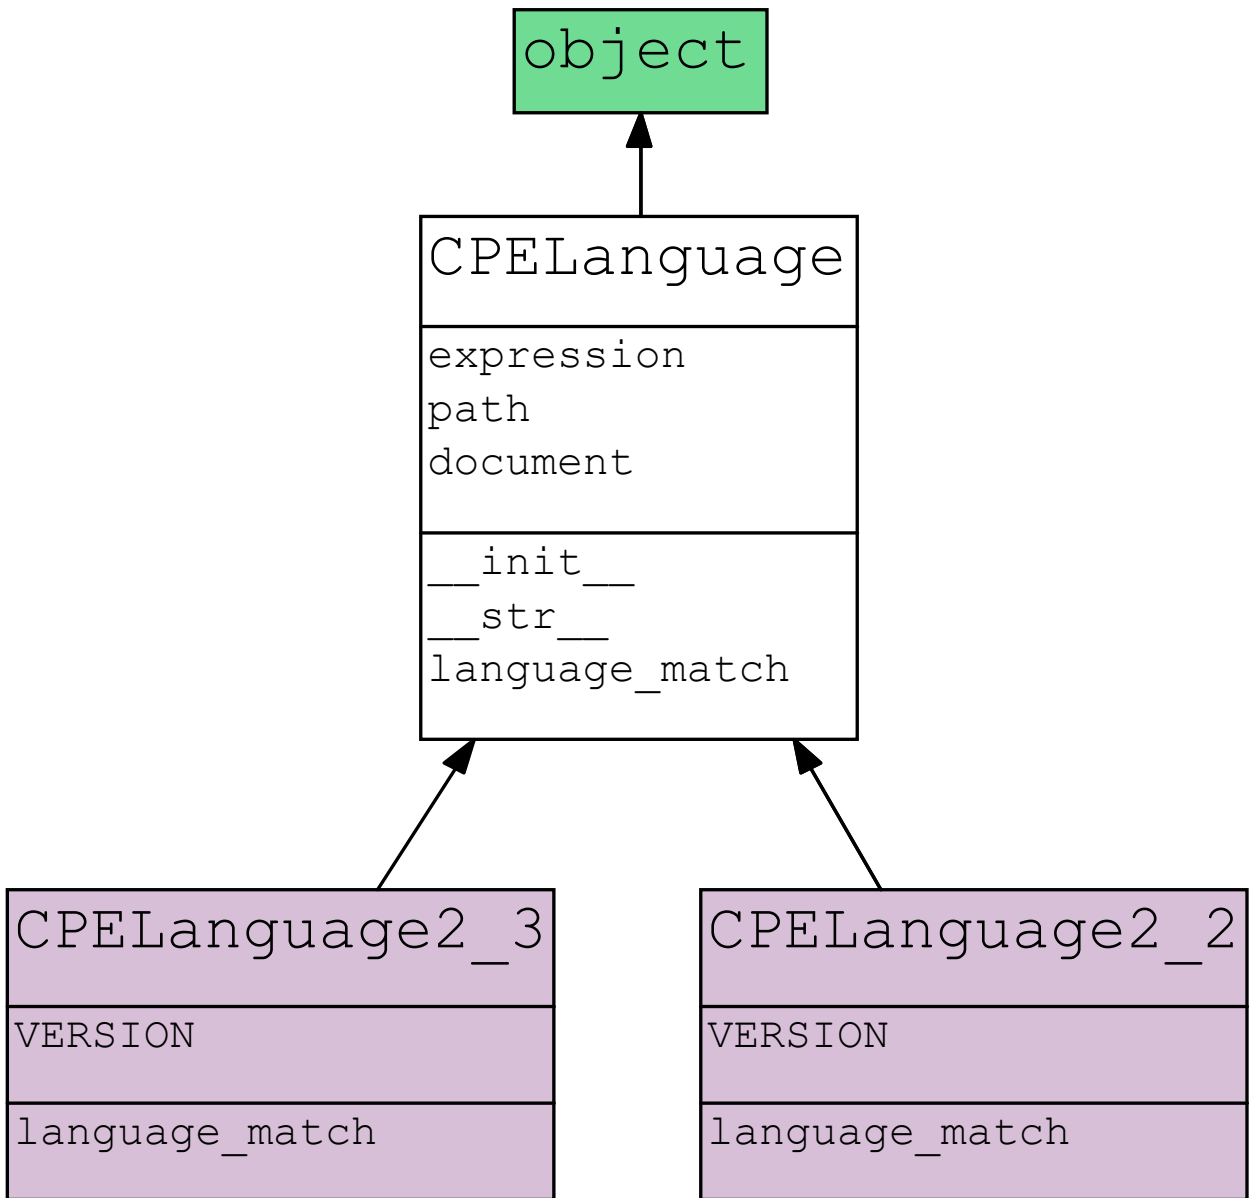 object
CPELanguage
expression
path
document
__init__
__str__
language_match
CPELanguage2_3
VERSION
language_match
CPELanguage2_2
VERSION
language_match